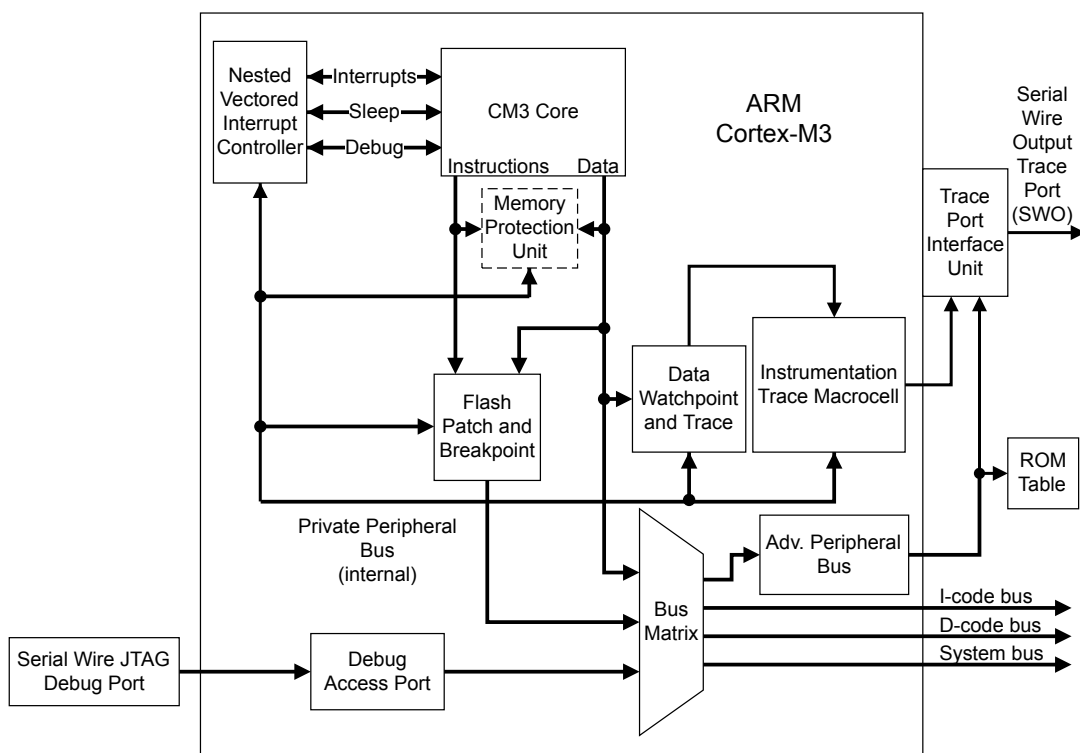 Nested
Vectored
Interrupt
Controller
Interrupts
Sleep
Debug
CM3 Core
Instructions
Data
ARM
Cortex-M3
Serial
Wire
Output
Trace
Port
(SWO)
Trace
Port
Interface
Unit
Memory
Protection
Unit
Flash
Patch and
Breakpoint
Data
Watchpoint
and Trace
Instrumentation
Trace Macrocell
ROM
Table
Private Peripheral
Bus
(internal)
Adv. Peripheral
Bus
Bus
Matrix
I-code bus
D-code bus
System bus
Serial Wire JTAG
Debug Port
Debug
Access Port